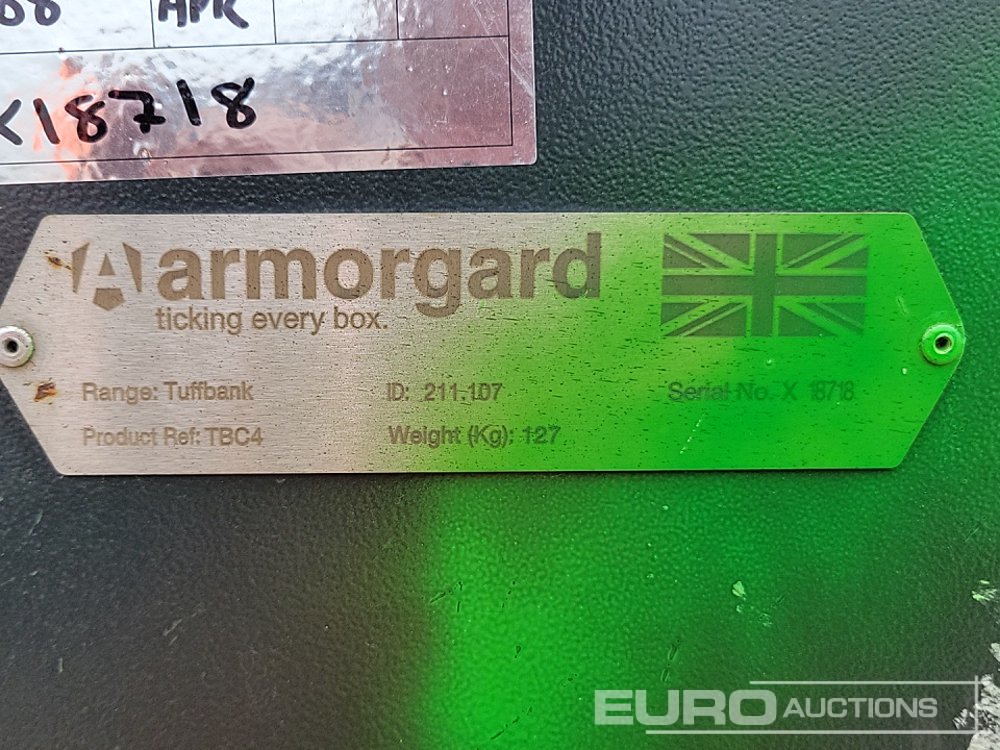 APR
X18718
armorgard
ticking every box.
Range: Tuffbank ID: 211.107 Serial No. X 18718
Product Ref: TBC4 Weight (Kg): 127
EURO AUCTIONS